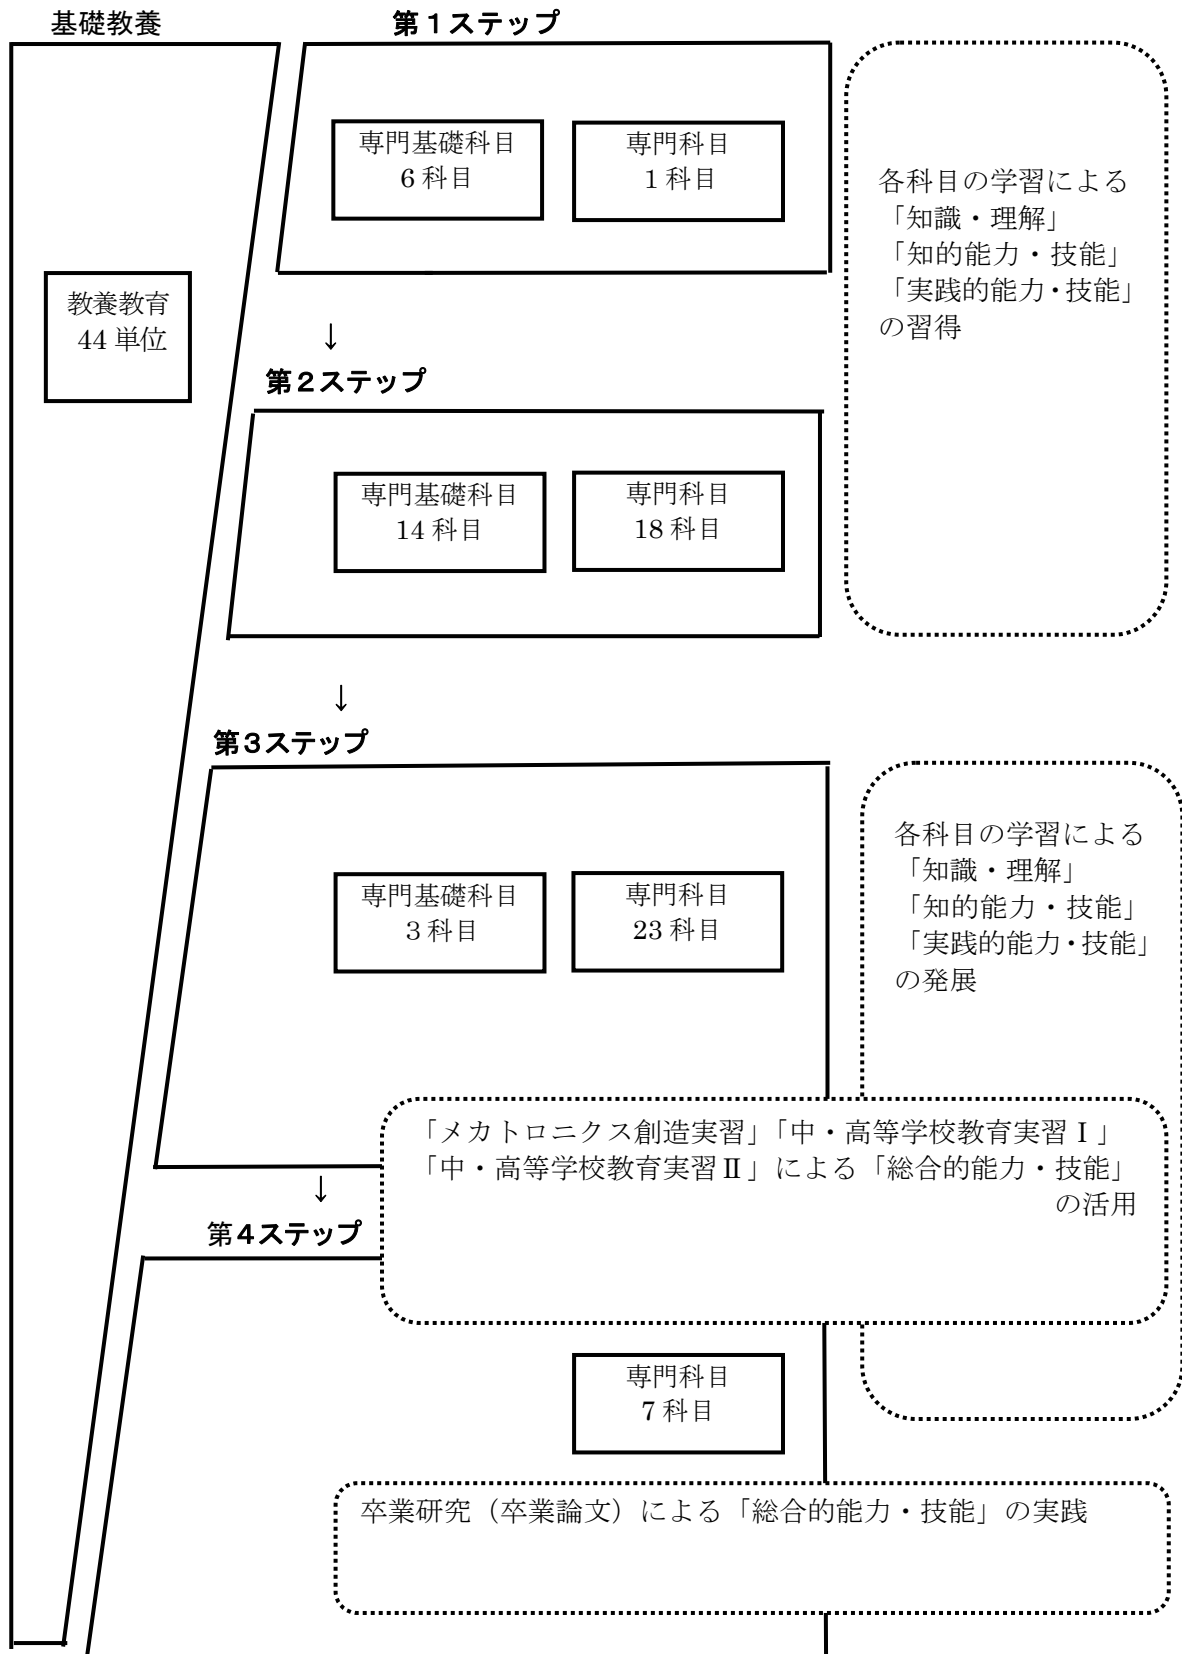 基礎教養
第１ステップ
専門基礎科目
6 科目
専門科目
1 科目
各科目の学習による
「知識・理解」
「知的能力・技能」
「実践的能力・技能」
の習得
教養教育
44 単位
↓
第２ステップ
専門基礎科目
14 科目
専門科目
18 科目
↓
第３ステップ
専門基礎科目
３科目
専門科目
23 科目
各科目の学習による
「知識・理解」
「知的能力・技能」
「実践的能力・技能」
の発展
「メカトロニクス創造実習」「中・高等学校教育実習Ⅰ」
「中・高等学校教育実習Ⅱ」による「総合的能力・技能」
の活用
↓
第４ステップ
専門科目
7 科目
卒業研究（卒業論文）による「総合的能力・技能」の実践